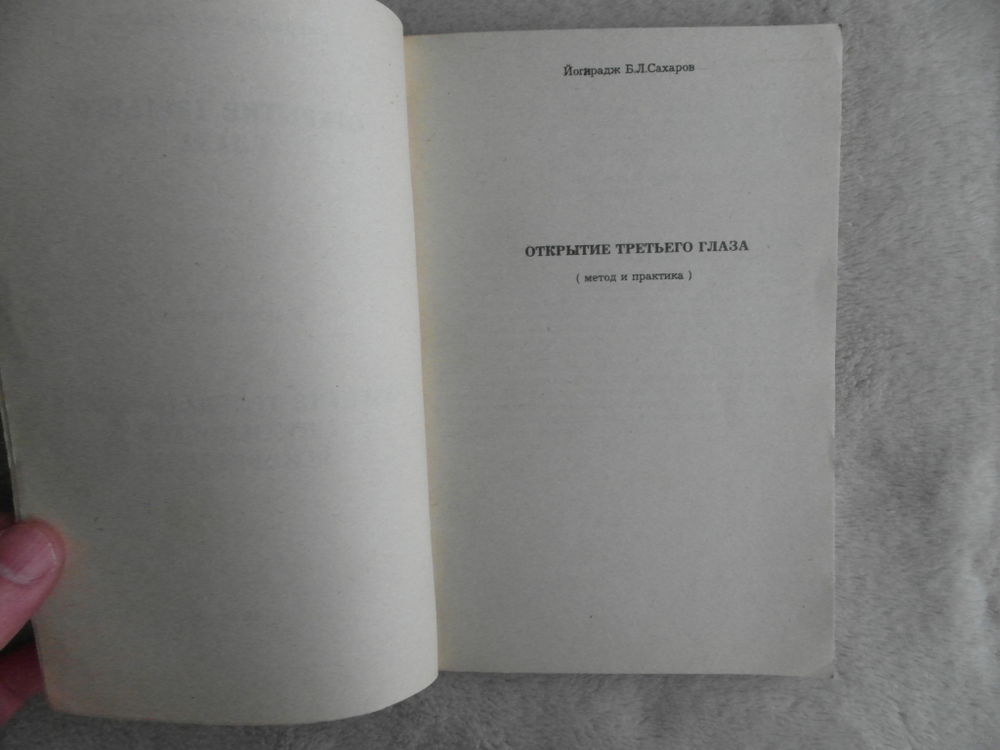 Йогирадж Б.Л.Сахаров
ОТКРЫТИЕ ТРЕТЬЕГО ГЛАЗА
( метод и практика )